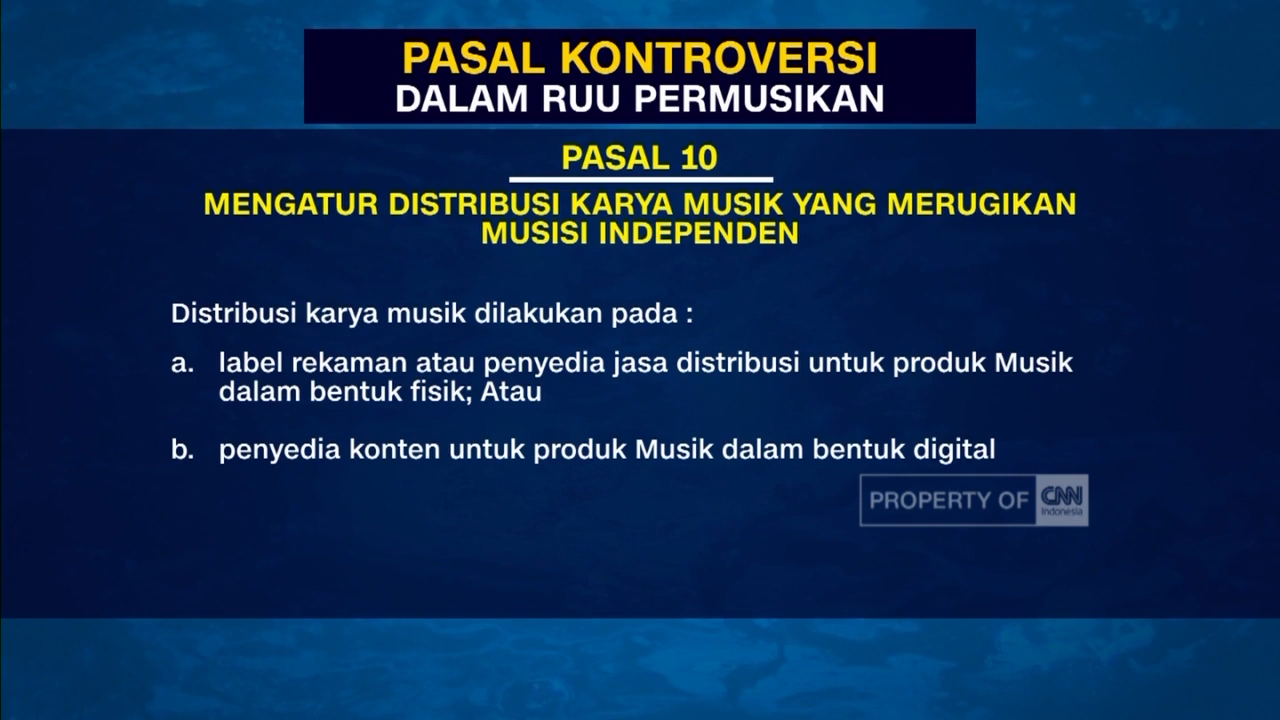 PASAL KONTROVERSI
DALAM RUU PERMUSIKAN
PASAL 10
MENGATUR DISTRIBUSI KARYA MUSIK YANG MERUGIKAN
MUSISI INDEPENDEN
Distribusi karya musik dilakukan pada :
a. label rekaman atau penyedia jasa distribusi untuk produk Musik
dalam bentuk fisik; Atau
b. penyedia konten untuk produk Musik dalam bentuk digital
PROPERTY OF CNN Indonesia